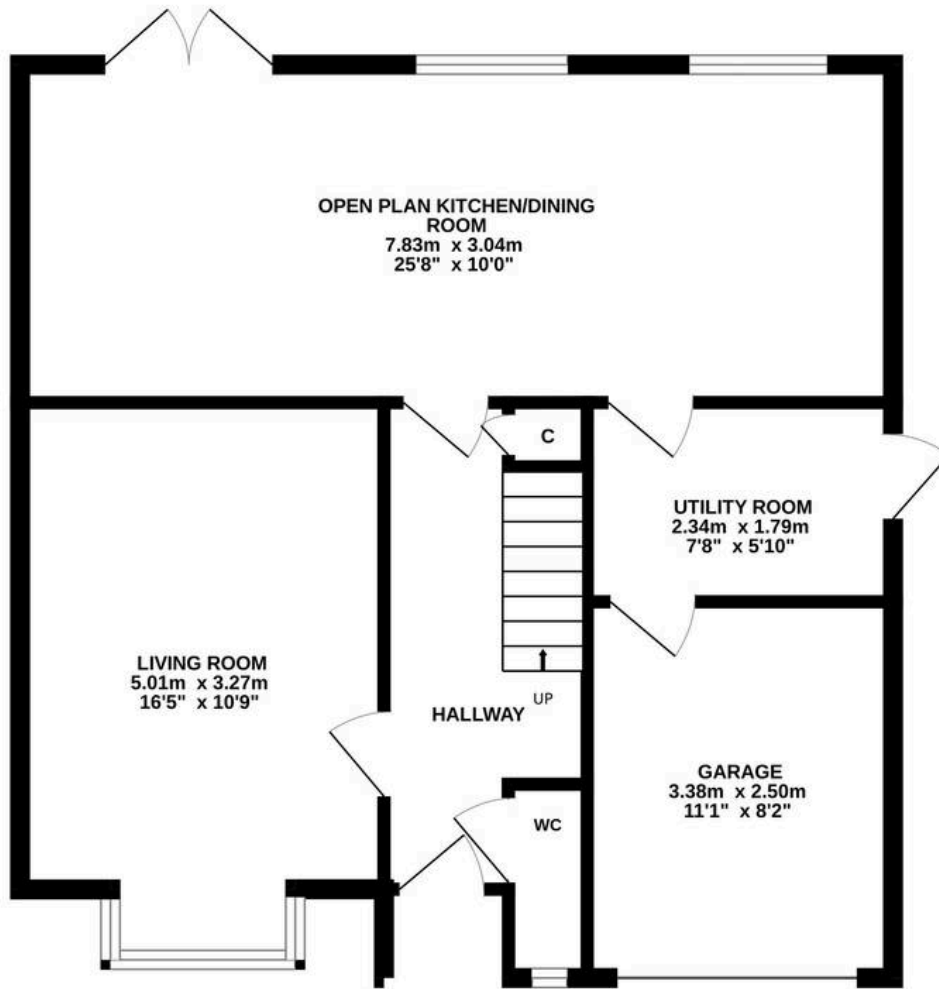 OPEN PLAN KITCHEN/DINING
ROOM
7.83m x 3.04m
25'8" x 10'0"
C
UTILITY ROOM
2.34m x 1.79m
7'8" x 5'10"
LIVING ROOM
5.01m x 3.27m
16'5" x 10'9"
UP
HALLWAY
GARAGE
3.38m x 2.50m
11'1" x 8'2"
WC